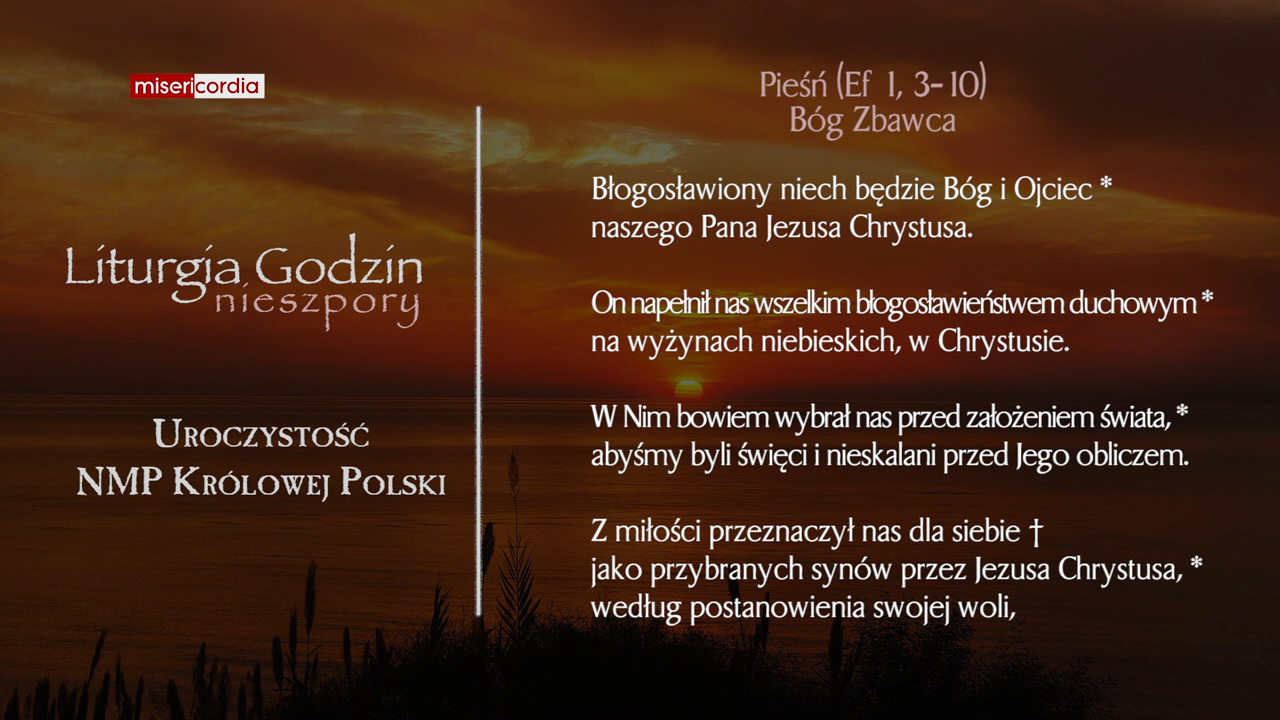 misericordia
Liturgia Godzin
nieszpory
Uroczystość
NMP Królowej Polski
Pieśń (Ef 1, 3-10)
Bóg Zbawca
Błogosławiony niech będzie Bóg i Ojciec *
naszego Pana Jezusa Chrystusa.
On napełnił nas wszelkim błogosławieństwem duchowym *
na wyżynach niebieskich, w Chrystusie.
W Nim bowiem wybrał nas przed założeniem świata, *
abyśmy byli święci i nieskalani przed Jego obliczem.
Z miłości przeznaczył nas dla siebie †
jako przybranych synów przez Jezusa Chrystusa, *
według postanowienia swojej woli,